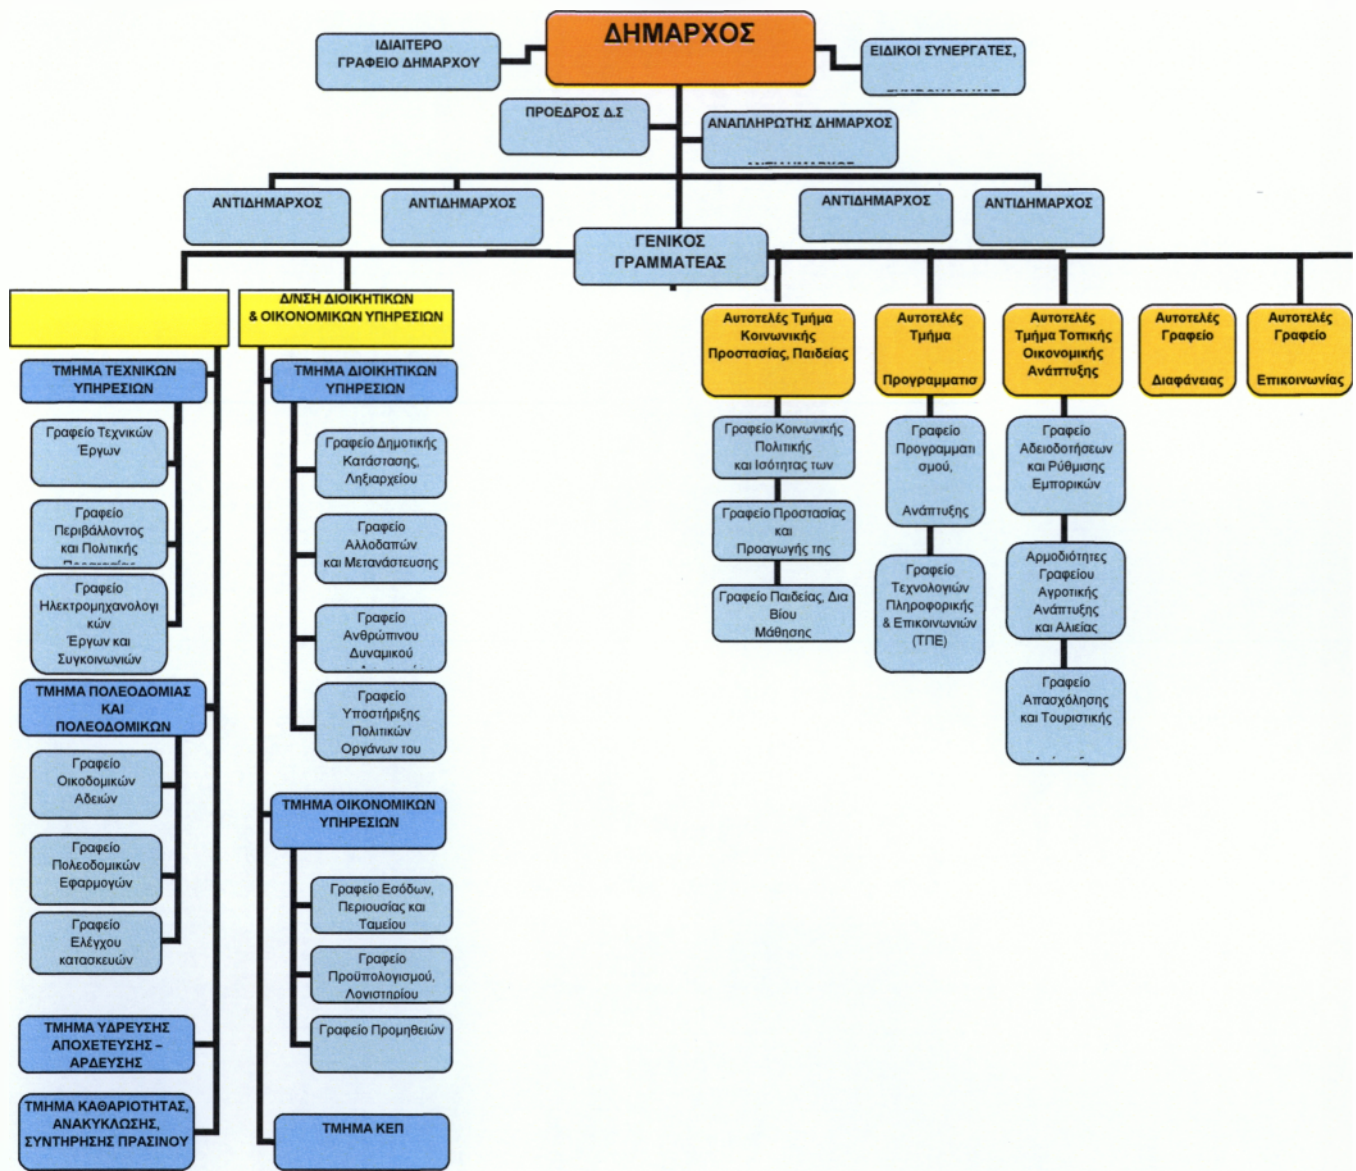 ΔΗΜΑΡΧΟΣ
ΙΔΙΑΙΤΕΡΟ
ΓΡΑΦΕΙΟ ΔΗΜΑΡΧΟΥ
ΕΙΔΙΚΟΙ ΣΥΝΕΡΓΑΤΕΣ,
ΠΡΟΕΔΡΟΣ Δ.Σ
ΑΝΑΠΛΗΡΩΤΗΣ ΔΗΜΑΡΧΟΣ
ΑΝΤΙΔΗΜΑΡΧΟΣ
ΑΝΤΙΔΗΜΑΡΧΟΣ
ΑΝΤΙΔΗΜΑΡΧΟΣ
ΑΝΤΙΔΗΜΑΡΧΟΣ
ΓΕΝΙΚΟΣ
ΓΡΑΜΜΑΤΕΑΣ
Δ/ΝΣΗ ΔΙΟΙΚΗΤΙΚΩΝ
& ΟΙΚΟΝΟΜΙΚΩΝ ΥΠΗΡΕΣΙΩΝ
ΤΜΗΜΑ ΤΕΧΝΙΚΩΝ
ΥΠΗΡΕΣΙΩΝ
Γραφείο Τεχνικών
Έργων
Γραφείο
Περιβάλλοντος
και Πολιτικής
Γραφείο
Ηλεκτρομηχανολογι
κών
Έργων και
Συγκοινωνιών
ΤΜΗΜΑ ΠΟΛΕΟΔΟΜΙΑΣ
ΚΑΙ
ΠΟΛΕΟΔΟΜΙΚΩΝ
Γραφείο
Οικοδομικών
Αδειών
Γραφείο
Πολεοδομικών
Εφαρμογών
Γραφείο
Ελέγχου
κατασκευών
ΤΜΗΜΑ ΥΔΡΕΥΣΗΣ
ΑΠΟΧΕΤΕΥΣΗΣ –
ΑΡΔΕΥΣΗΣ
ΤΜΗΜΑ ΚΑΘΑΡΙΟΤΗΤΑΣ,
ΑΝΑΚΥΚΛΩΣΗΣ,
ΣΥΝΤΗΡΗΣΗΣ ΠΡΑΣΙΝΟΥ
ΤΜΗΜΑ ΔΙΟΙΚΗΤΙΚΩΝ
ΥΠΗΡΕΣΙΩΝ
Γραφείο Δημοτικής
Κατάστασης,
Ληξιαρχείου
Γραφείο
Αλλοδαπών
και Μετανάστευσης
Γραφείο
Ανθρώπινου
Δυναμικού
Γραφείο
Υποστήριξης
Πολιτικών
Οργάνων του
ΤΜΗΜΑ ΟΙΚΟΝΟΜΙΚΩΝ
ΥΠΗΡΕΣΙΩΝ
Γραφείο Εσόδων,
Περιουσίας και
Ταμείου
Γραφείο
Προϋπολογισμού,
Λογιστηρίου
Γραφείο Προμηθειών
ΤΜΗΜΑ ΚΕΠ
Αυτοτελές Τμήμα
Κοινωνικής
Προστασίας, Παιδείας
Γραφείο Κοινωνικής
Πολιτικής
και Ισότητας των
Γραφείο Προστασίας
και
Προαγωγής της
Γραφείο Παιδείας, Δια
Βίου
Μάθησης
Αυτοτελές
Τμήμα
Προγραμματισ
Γραφείο
Προγραμματι
σμού,
Ανάπτυξης
Γραφείο
Τεχνολογιών
Πληροφορικής
& Επικοινωνιών
(ΤΠΕ)
Αυτοτελές
Τμήμα Τοπικής
Οικονομικής
Ανάπτυξης
Γραφείο
Αδειοδοτήσεων
και Ρύθμισης
Εμπορικών
Αρμοδιότητες
Γραφείου
Αγροτικής
Ανάπτυξης
και Αλιείας
Γραφείο
Απασχόλησης
και Τουριστικής
Αυτοτελές
Γραφείο
Διαφάνειας
Αυτοτελές
Γραφείο
Επικοινωνίας